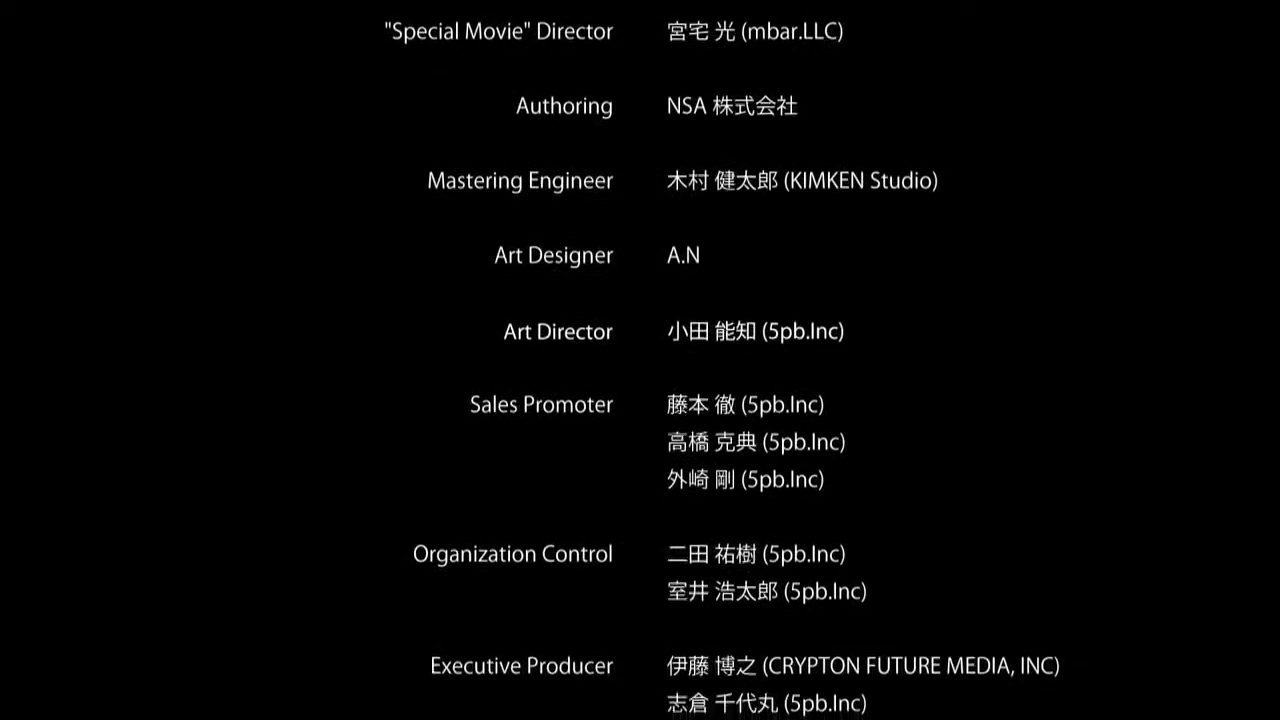 "Special Movie" Director 宮宅 光 (mbar.LLC)
Authoring NSA 株式会社
Mastering Engineer 木村 健太郎 (KIMKEN Studio)
Art Designer A.N
Art Director 小田 能知 (5pb.Inc)
Sales Promoter 藤本 徹 (5pb.Inc)
高橋 克典 (5pb.Inc)
外崎 剛 (5pb.Inc)
Organization Control 二田 祐樹 (5pb.Inc)
室井 浩太郎 (5pb.Inc)
Executive Producer 伊藤 博之 (CRYPTON FUTURE MEDIA, INC)
志倉 千代丸 (5pb.Inc)